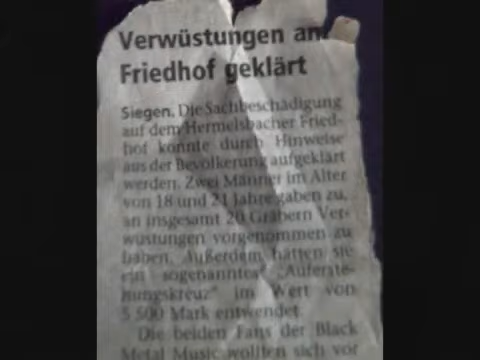 Verwüstungen am
Friedhof geklärt
Siegen. Die Sachbeschädigung
auf dem Hermelsbacher Fried-
hof konnte durch Hinweise
aus der Bevölkerung aufgeklärt
werden. Zwei Männer im Alter
von 18 und 21 Jahre gaben zu,
an insgesamt 20 Gräbern Ver-
wüstungen vorgenommen zu
haben. Außerdem hätten sie
ein sogenanntes „Auferste-
hungskreuz" im Wert von
5 500 Mark entwendet.
Die beiden Fans der Black
Metal Music wollten sich vor